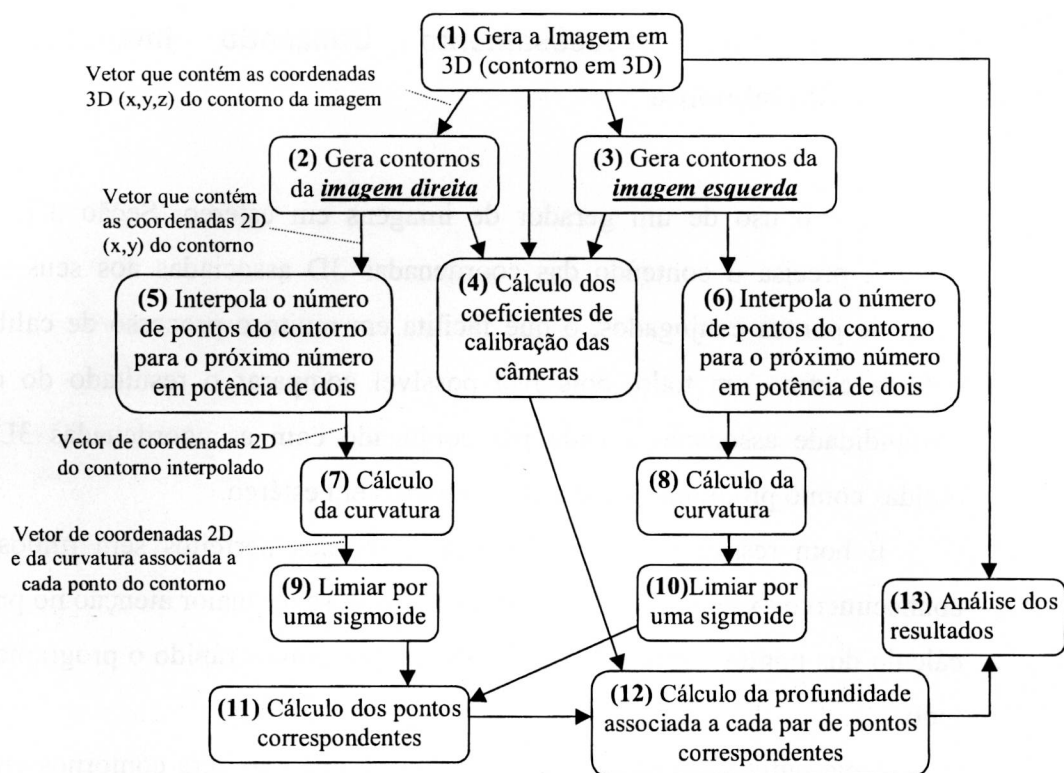 (1) Gera a Imagem em
3D (contorno em 3D)
Vetor que contém as coordenadas
3D (x,y,z) do contorno da imagem
(2) Gera contornos
da imagem direita
(3) Gera contornos da
imagem esquerda
Vetor que contém
as coordenadas 2D
(x,y) do contorno
(4) Cálculo dos
coeficientes de
calibração das
câmeras
(5) Interpola o número
de pontos do contorno
para o próximo número
em potência de dois
(6) Interpola o número
de pontos do contorno
para o próximo número
em potência de dois
Vetor de coordenadas 2D
do contorno interpolado
(7) Cálculo
da curvatura
(8) Cálculo da
curvatura
Vetor de coordenadas 2D
e da curvatura associada a
cada ponto do contorno
(9) Limiar por
uma sigmoide
(10)Limiar por
uma sigmoide
(13) Análise dos
resultados
(11) Cálculo dos pontos
correspondentes
(12) Cálculo da profundidade
associada a cada par de pontos
correspondentes